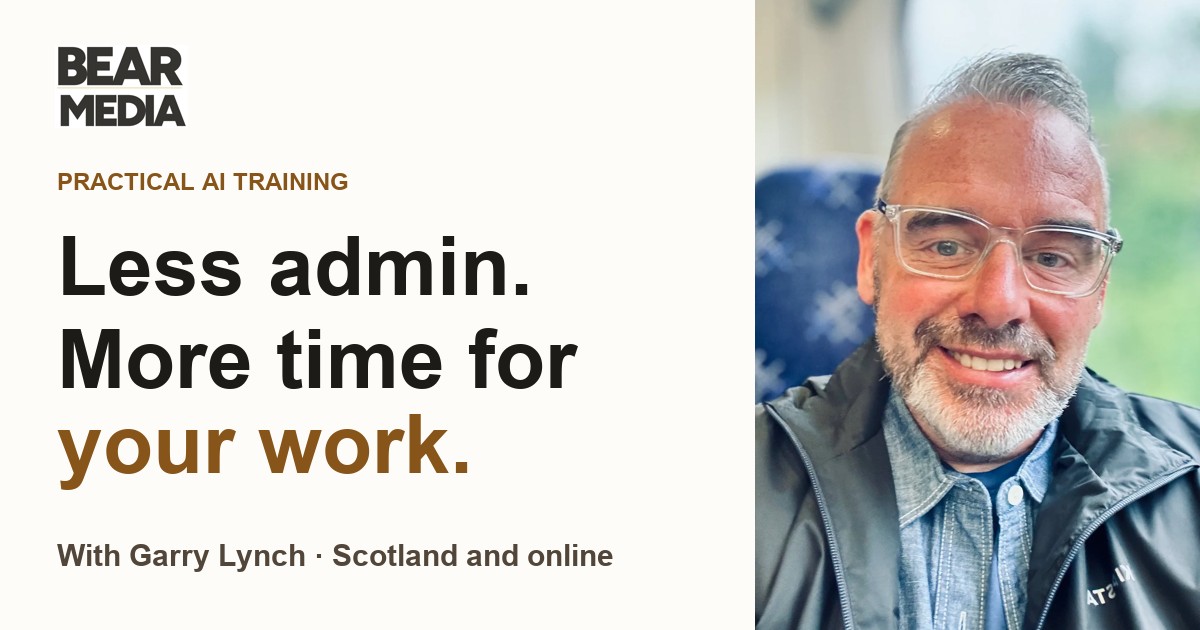 BEAR
MEDIA
PRACTICAL AI TRAINING
Less admin.
More time for
your work.
With Garry Lynch · Scotland and online